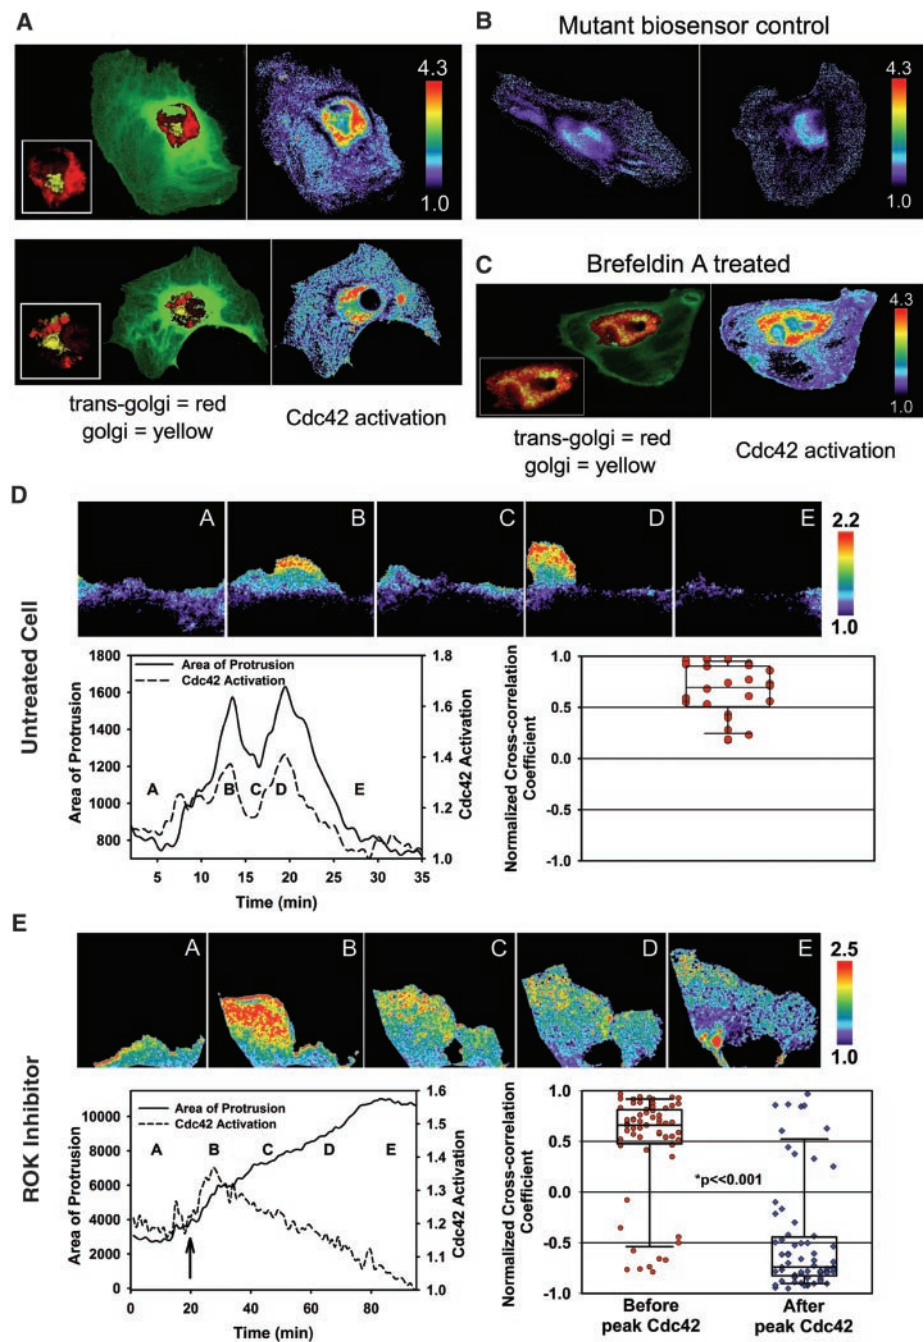 A
4.3
1.0
trans-golgi = red
golgi = yellow
Cdc42 activation
B
Mutant biosensor control
4.3
1.0
C
Brefeldin A treated
4.3
1.0
trans-golgi = red
golgi = yellow
Cdc42 activation
D
Untreated Cell
A
B
C
D
E
2.2
1.0
Area of Protrusion
1800
1600
1400
1200
1000
800
Area of Protrusion
Cdc42 Activation
A
B
C
D
E
1.8
1.6
1.4
1.2
1.0
Cdc42 Activation
5 10 15 20 25 30 35
Time (min)
Normalized Cross-correlation
Coefficient
1.0
0.5
0.0
-0.5
-1.0
E
ROK Inhibitor
A
B
C
D
E
2.5
1.0
Area of Protrusion
10000
8000
6000
4000
2000
0
Area of Protrusion
Cdc42 Activation
A
B
C
D
E
1.6
1.5
1.4
1.3
1.2
1.1
1.0
Cdc42 Activation
0 20 40 60 80
Time (min)
Normalized Cross-correlation
Coefficient
1.0
0.5
0.0
-0.5
-1.0
*p<<0.001
Before
peak Cdc42
After
peak Cdc42